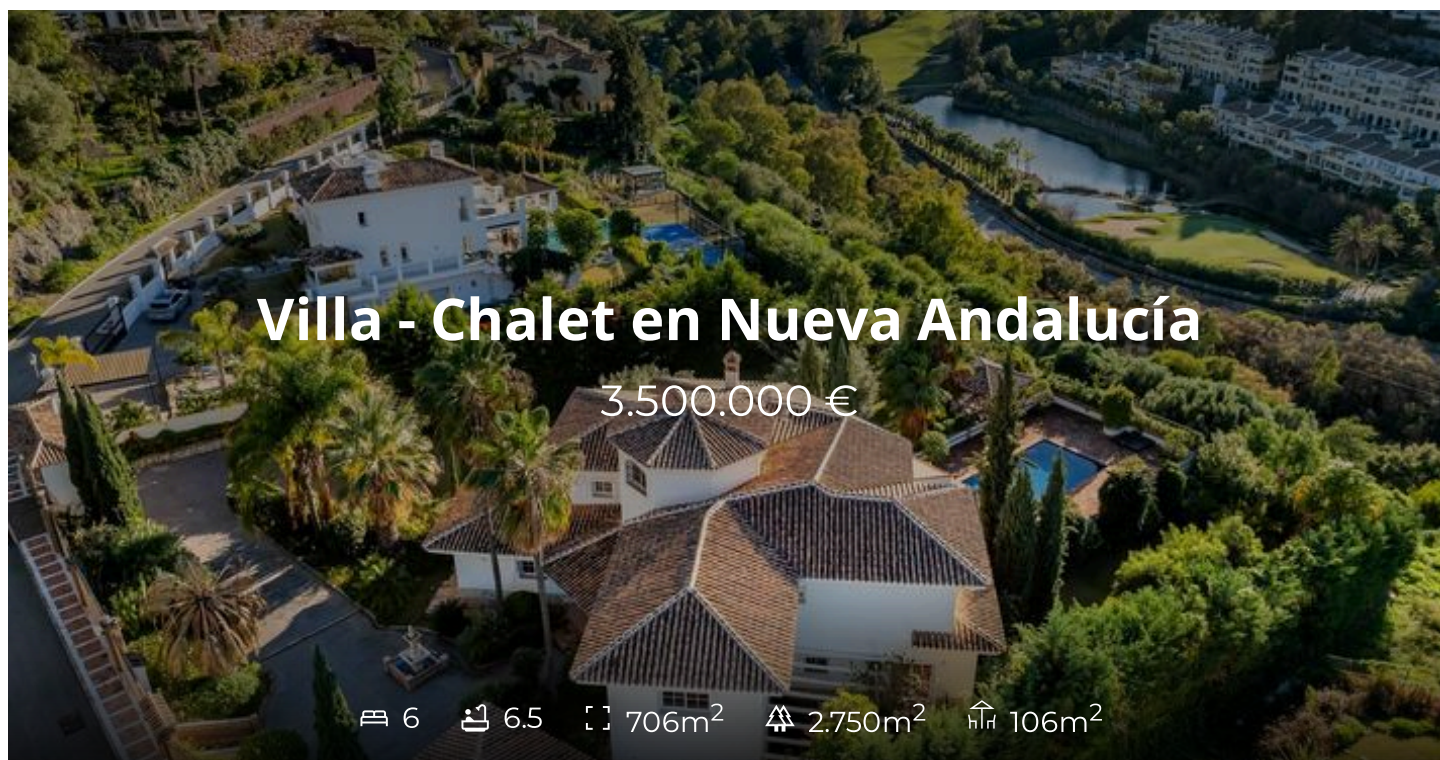 Villa - Chalet en Nueva Andalucía
3.500.000 €
6 6.5 706m² 2.750m² 106m²